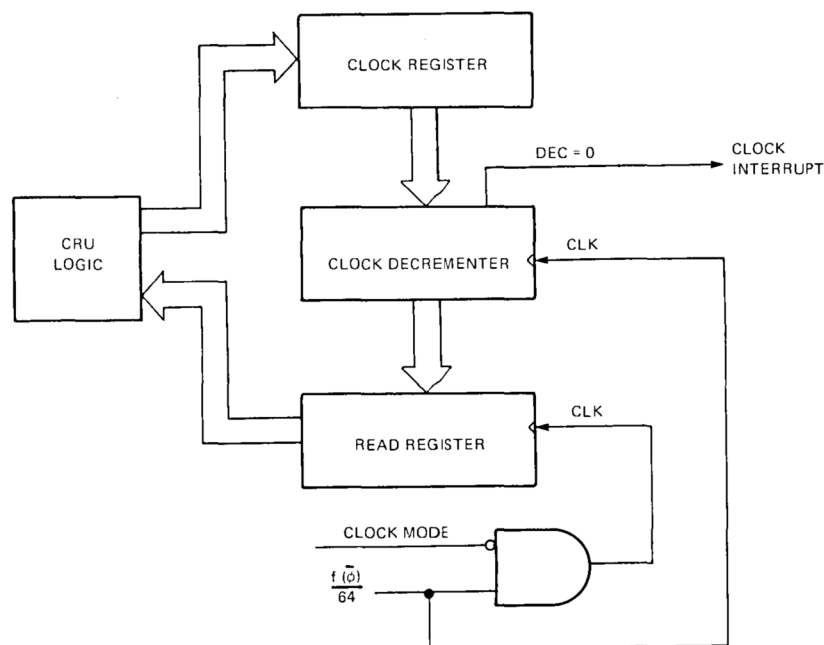 CLOCK REGISTER
DEC = 0
CLOCK
INTERRUPT
CRU
LOGIC
CLOCK DECREMENTER
CLK
READ REGISTER
CLK
CLOCK MODE
f (φ̅)
64